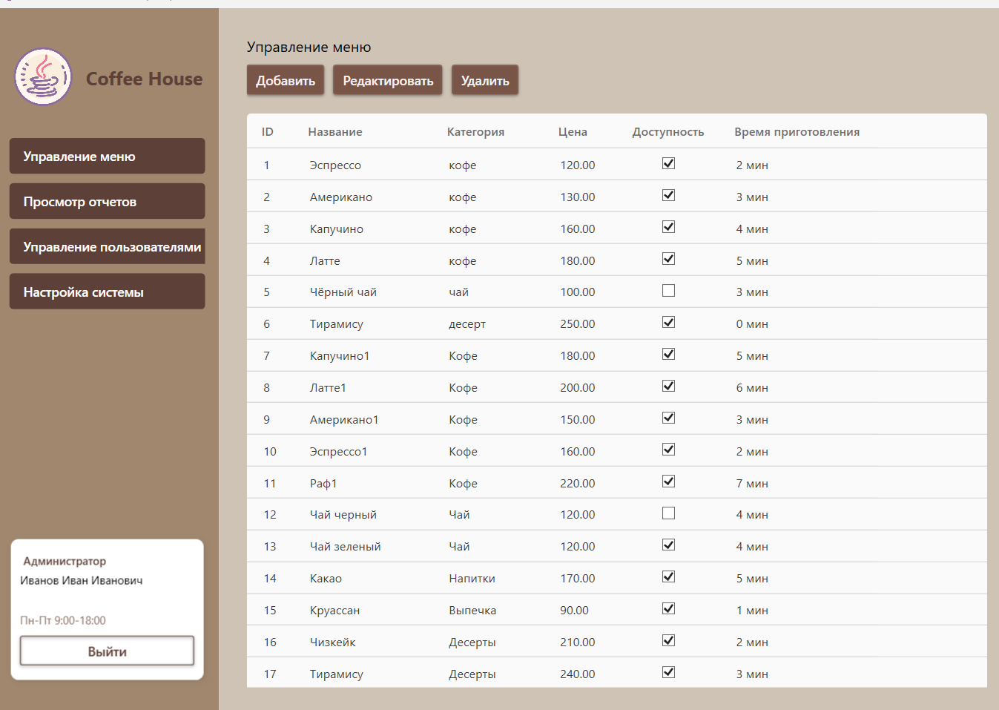 Coffee House
Управление меню
Просмотр отчетов
Управление пользователями
Настройка системы
Администратор
Иванов Иван Иванович
Пн-Пт 9:00-18:00
Выйти
Управление меню
Добавить Редактировать Удалить
ID Название Категория Цена Доступность Время приготовления
1 Эспрессо кофе 120.00 2 мин
2 Американо кофе 130.00 3 мин
3 Капучино кофе 160.00 4 мин
4 Латте кофе 180.00 5 мин
5 Чёрный чай чай 100.00 3 мин
6 Тирамису десерт 250.00 0 мин
7 Капучино1 Кофе 180.00 5 мин
8 Латте1 Кофе 200.00 6 мин
9 Американо1 Кофе 150.00 3 мин
10 Эспрессо1 Кофе 160.00 2 мин
11 Раф1 Кофе 220.00 7 мин
12 Чай черный Чай 120.00 4 мин
13 Чай зеленый Чай 120.00 4 мин
14 Какао Напитки 170.00 5 мин
15 Круассан Выпечка 90.00 1 мин
16 Чизкейк Десерты 210.00 2 мин
17 Тирамису Десерты 240.00 3 мин